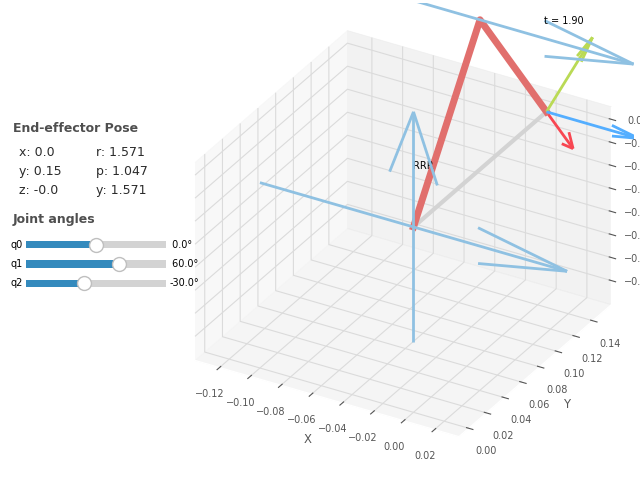 t = 1.90
End-effector Pose
x: 0.0 r: 1.571
y: 0.15 p: 1.047
z: -0.0 y: 1.571
Joint angles
q0 0.0°
q1 60.0°
q2 -30.0°
−0.12 −0.10 −0.08 −0.06 −0.04 −0.02 0.00 0.02
X
0.00 0.02 0.04 0.06 0.08 0.10 0.12 0.14
Y